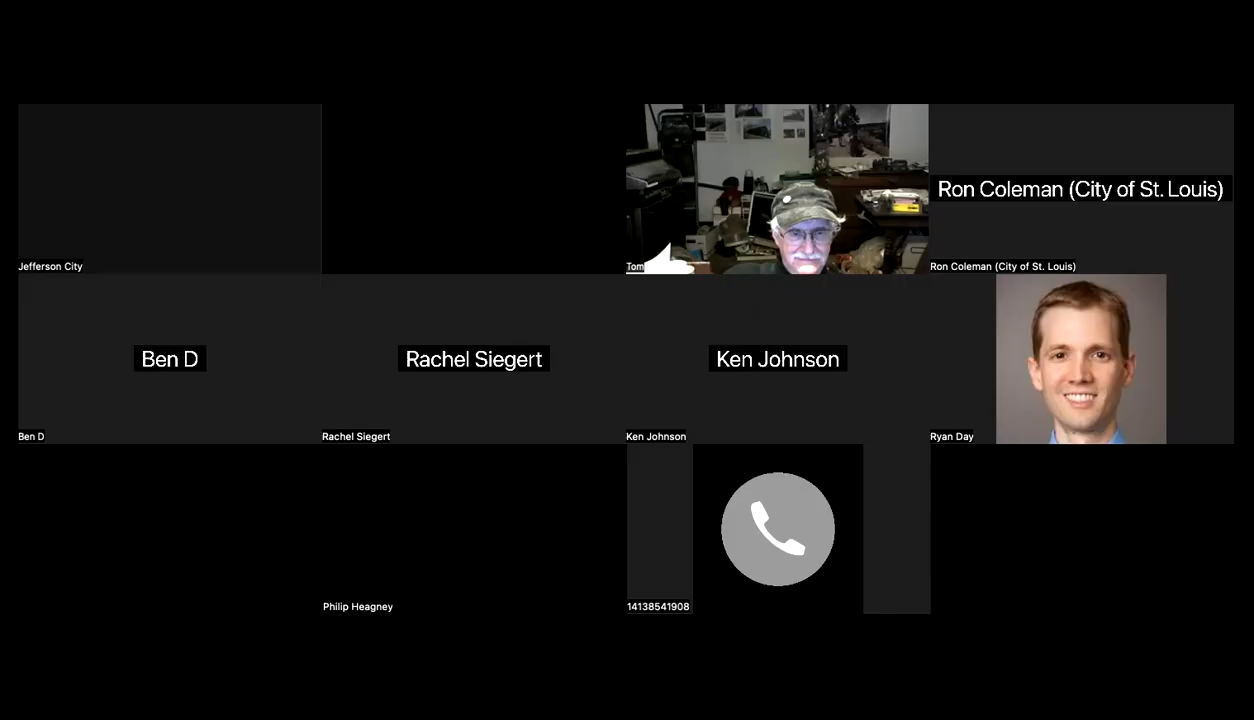 Ron Coleman (City of St. Louis)
Jefferson City
Tom
Ron Coleman (City of St. Louis)
Ben D
Rachel Siegert
Ken Johnson
Ben D
Rachel Siegert
Ken Johnson
Ryan Day
Philip Heagney
14138541908